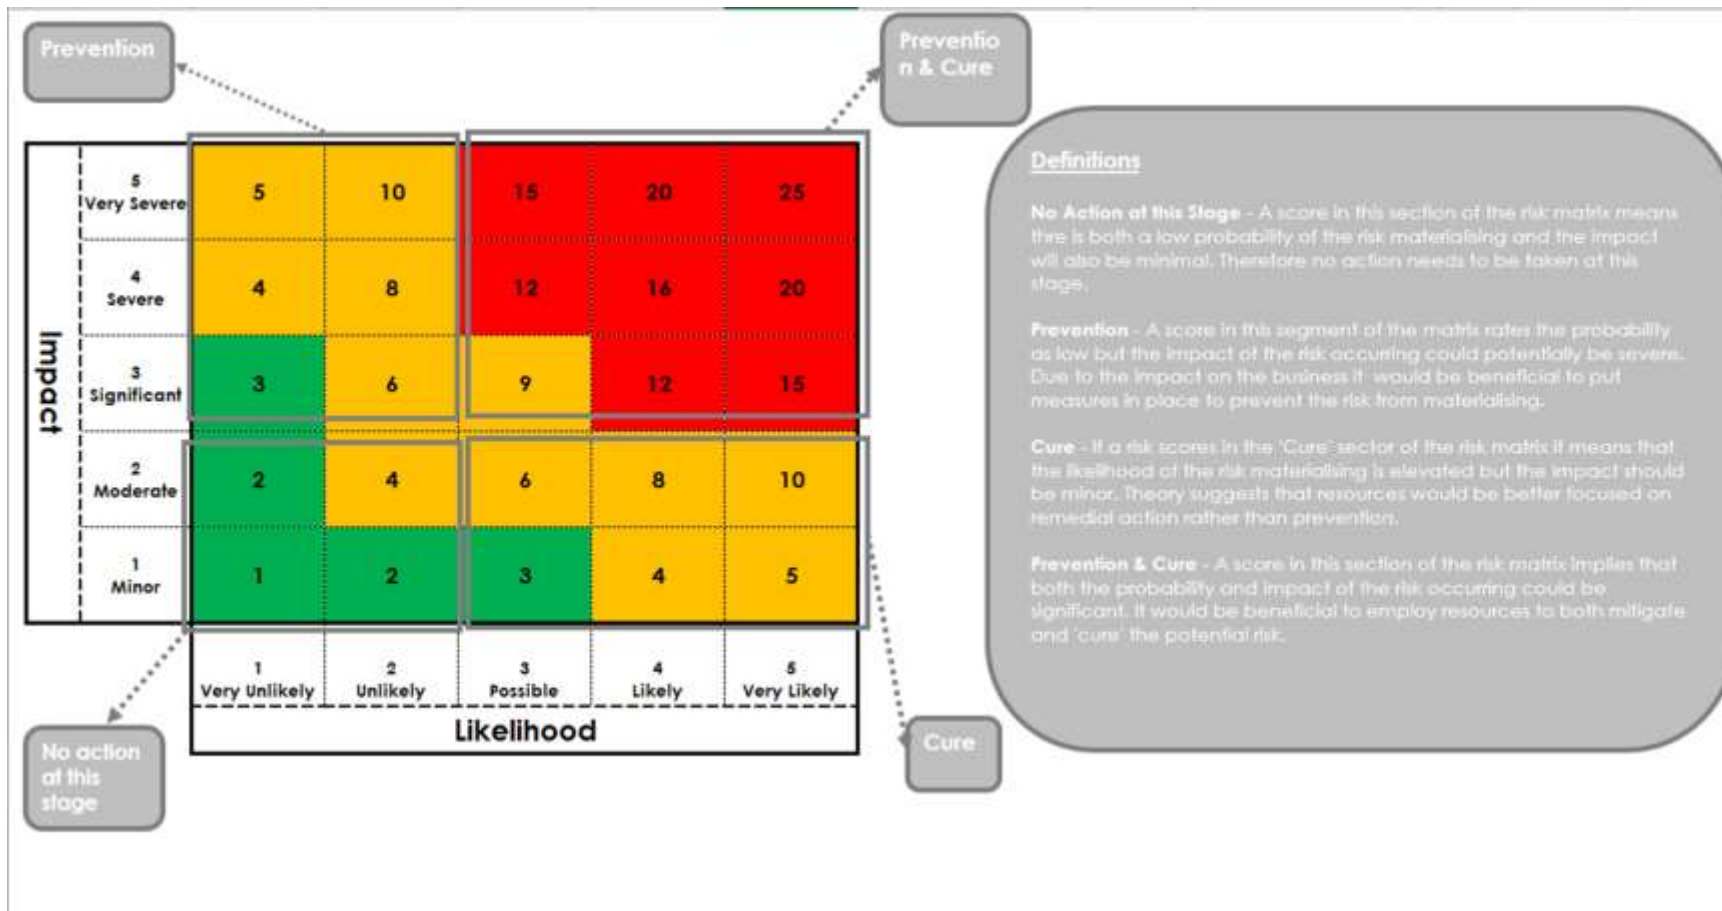 Prevention
Preventio
n & Cure
Impact
5
Very Severe
5
10
15
20
25
4
Severe
4
8
12
16
20
3
Significant
3
6
9
12
15
2
Moderate
2
4
6
8
10
1
Minor
1
2
3
4
5
1
Very Unlikely
2
Unlikely
3
Possible
4
Likely
5
Very Likely
Likelihood
No action
at this
stage
Cure
Definitions
No Action at this Stage - A score in this section of the risk matrix means
thre is both a low probability of the risk materialising and the impact
will also be minimal. Therefore no action needs to be taken at this
stage.
Prevention - A score in this segment of the matrix rates the probability
as low but the impact of the risk occurring could potentially be severe.
Due to the impact on the business it would be beneficial to put
measures in place to prevent the risk from materialising.
Cure - If a risk scores in the 'Cure' sector of the risk matrix it means that
the likelihood of the risk materialising is elevated but the impact should
be minor. Theory suggests that resources would be better focused on
remedial action rather than prevention.
Prevention & Cure - A score in this section of the risk matrix implies that
both the probability and impact of the risk occurring could be
significant. It would be beneficial to employ resources to both mitigate
and 'cure' the potential risk.